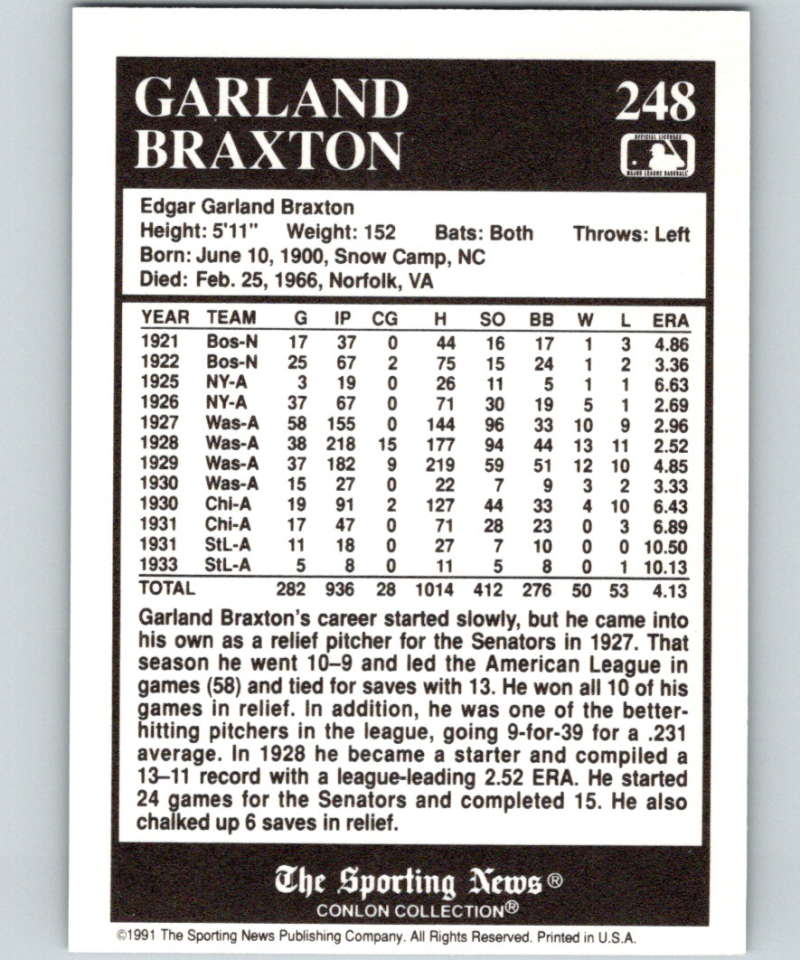 GARLAND
BRAXTON
248
OFFICIAL LICENSEE
MAJOR LEAGUE BASEBALL
Edgar Garland Braxton
Height: 5'11" Weight: 152 Bats: Both Throws: Left
Born: June 10, 1900, Snow Camp, NC
Died: Feb. 25, 1966, Norfolk, VA
YEAR TEAM G IP CG H SO BB W L ERA
1921 Bos-N 17 37 0 44 16 17 1 3 4.86
1922 Bos-N 25 67 2 75 15 24 1 2 3.36
1925 NY-A 3 19 0 26 11 5 1 1 6.63
1926 NY-A 37 67 0 71 30 19 5 1 2.69
1927 Was-A 58 155 0 144 96 33 10 9 2.96
1928 Was-A 38 218 15 177 94 44 13 11 2.52
1929 Was-A 37 182 9 219 59 51 12 10 4.85
1930 Was-A 15 27 0 22 7 9 3 2 3.33
1930 Chi-A 19 91 2 127 44 33 4 10 6.43
1931 Chi-A 17 47 0 71 28 23 0 3 6.89
1931 StL-A 11 18 0 27 7 10 0 0 10.50
1933 StL-A 5 8 0 11 5 8 0 1 10.13
TOTAL 282 936 28 1014 412 276 50 53 4.13
Garland Braxton's career started slowly, but he came into
his own as a relief pitcher for the Senators in 1927. That
season he went 10–9 and led the American League in
games (58) and tied for saves with 13. He won all 10 of his
games in relief. In addition, he was one of the better-
hitting pitchers in the league, going 9-for-39 for a .231
average. In 1928 he became a starter and compiled a
13–11 record with a league-leading 2.52 ERA. He started
24 games for the Senators and completed 15. He also
chalked up 6 saves in relief.
The Sporting News®
CONLON COLLECTION®
©1991 The Sporting News Publishing Company. All Rights Reserved. Printed in U.S.A.